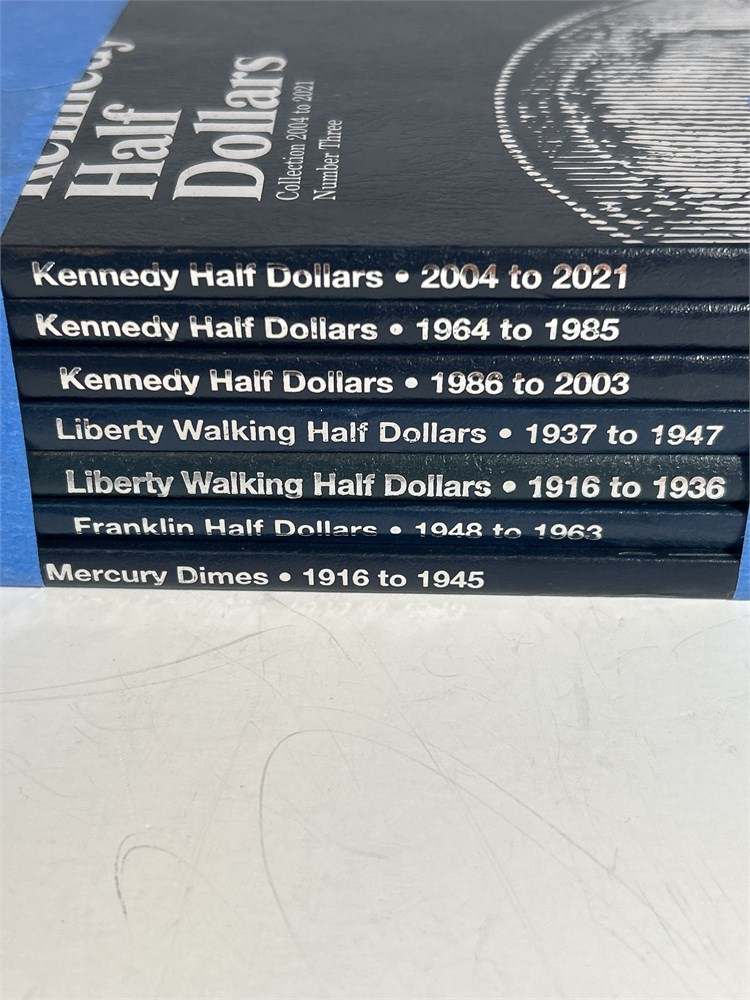 Kennedy
Half
Dollars
Collection 2004 to 2021
Number Three
Kennedy Half Dollars • 2004 to 2021
Kennedy Half Dollars • 1964 to 1985
Kennedy Half Dollars • 1986 to 2003
Liberty Walking Half Dollars • 1937 to 1947
Liberty Walking Half Dollars • 1916 to 1936
Franklin Half Dollars • 1948 to 1963
Mercury Dimes • 1916 to 1945